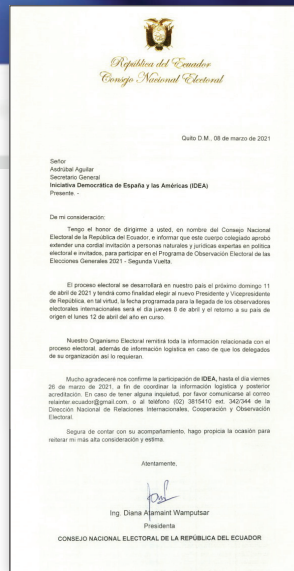 República del Ecuador
Consejo Nacional Electoral
Quito D.M., 08 de marzo de 2021
Señor
Asdrúbal Aguilar
Secretario General
Iniciativa Democrática de España y las Américas (IDEA)
Presente. -
De mi consideración:
Tengo el honor de dirigirme a usted, en nombre del Consejo Nacional
Electoral de la República del Ecuador, e informar que este cuerpo colegiado aprobó
extender una cordial invitación a personas naturales y jurídicas expertas en política
electoral e invitados, para participar en el Programa de Observación Electoral de las
Elecciones Generales 2021 - Segunda Vuelta.
El proceso electoral se desarrollará en nuestro país el próximo domingo 11
de abril de 2021 y tendrá como finalidad elegir al nuevo Presidente y Vicepresidente
de República, en tal virtud, la fecha programada para la llegada de los observadores
electorales internacionales será el día jueves 8 de abril y el retorno a su país de
origen el lunes 12 de abril del año en curso.
Nuestro Organismo Electoral remitirá toda la información relacionada con el
proceso electoral, además de información logística en caso de que los delegados
de su organización así lo requieran.
Mucho agradeceré nos confirme la participación de IDEA, hasta el día viernes
26 de marzo de 2021, a fin de coordinar la información logística y posterior
acreditación. En caso de tener alguna inquietud, por favor comunicarse al correo
relainter.ecuador@gmail.com. o al teléfono (02) 3815410 ext. 342/344 de la
Dirección Nacional de Relaciones Internacionales, Cooperación y Observación
Electoral.
Segura de contar con su acompañamiento, hago propicia la ocasión para
reiterar mi más alta consideración y estima.
Atentamente,
Ing. Diana Atamaint Wamputsar
Presidenta
CONSEJO NACIONAL ELECTORAL DE LA REPÚBLICA DEL ECUADOR